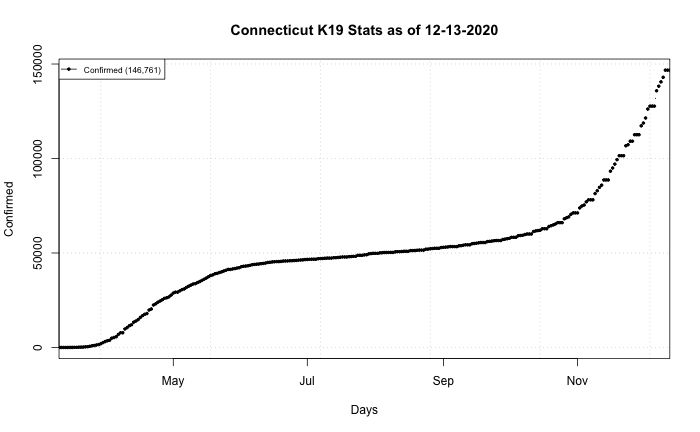 Connecticut K19 Stats as of 12-13-2020
Confirmed (146,761)
150000
100000
50000
0
Confirmed
May Jul Sep Nov
Days